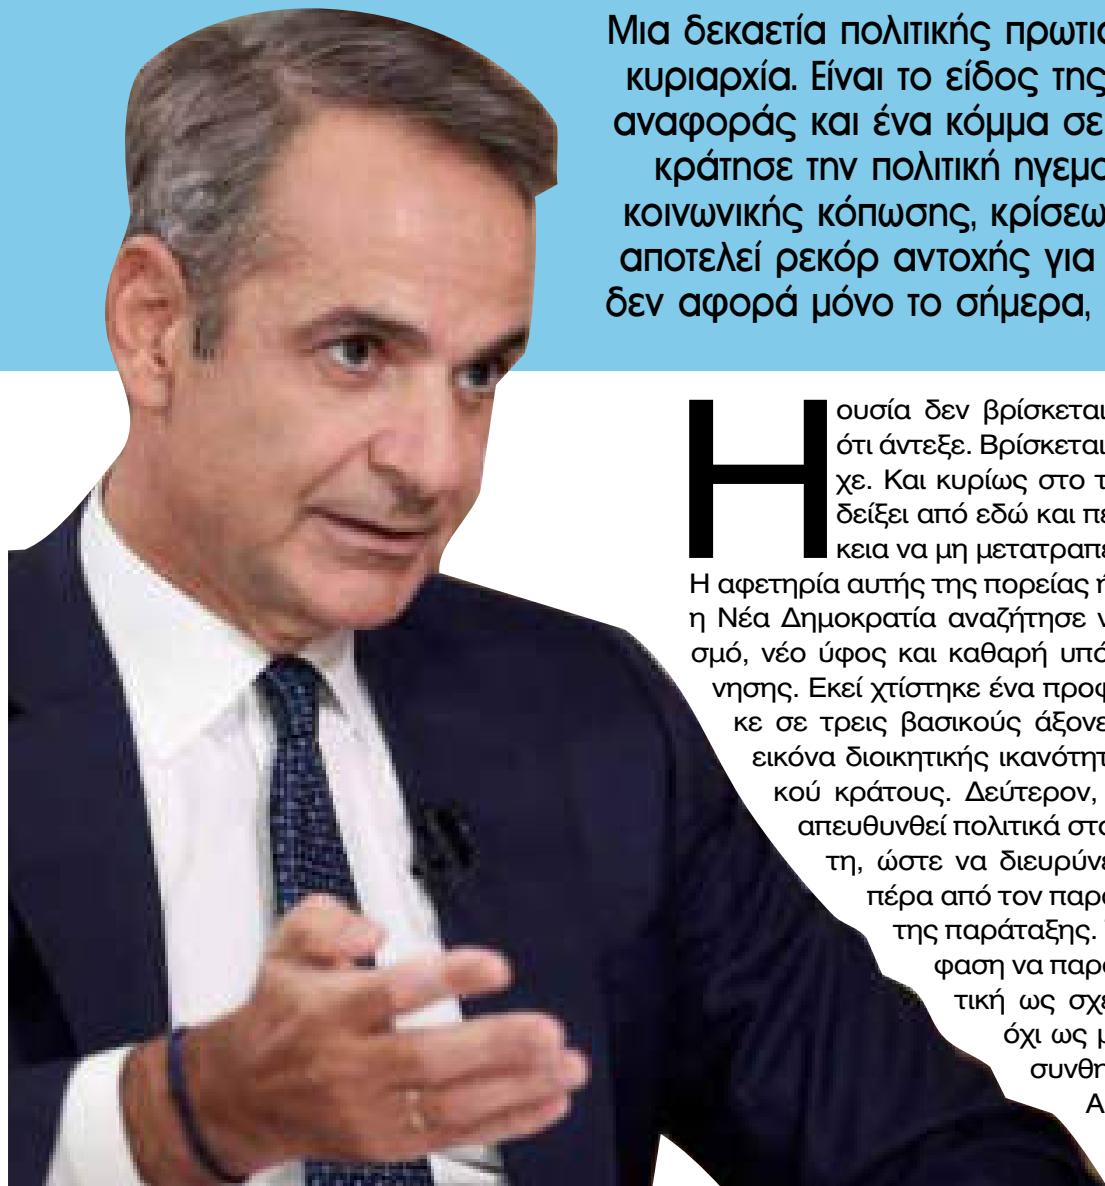 Μια δεκαετία πολιτικής πρωτι
κυριαρχία. Είναι το είδος της
αναφοράς και ένα κόμμα σε
κράτησε την πολιτική ηγεμο
κοινωνικής κόπωσης, κρίσεω
αποτελεί ρεκόρ αντοχής για
δεν αφορά μόνο το σήμερα,
Η ουσία δεν βρίσκεται
ότι άντεξε. Βρίσκεται
χε. Και κυρίως στο τ
δείξει από εδώ και πέ
κεια να μη μετατραπε
Η αφετηρία αυτής της πορείας ή
η Νέα Δημοκρατία αναζήτησε ν
σμό, νέο ύφος και καθαρή υπό
νησης. Εκεί χτίστηκε ένα προφ
κε σε τρεις βασικούς άξονε
εικόνα διοικητικής ικανότητ
κού κράτους. Δεύτερον,
απευθυνθεί πολιτικά στο
τη, ώστε να διευρύνε
πέρα από τον παρα
της παράταξης.
φαση να παρα
τική ως σχε
όχι ως μ
συνθη
Α